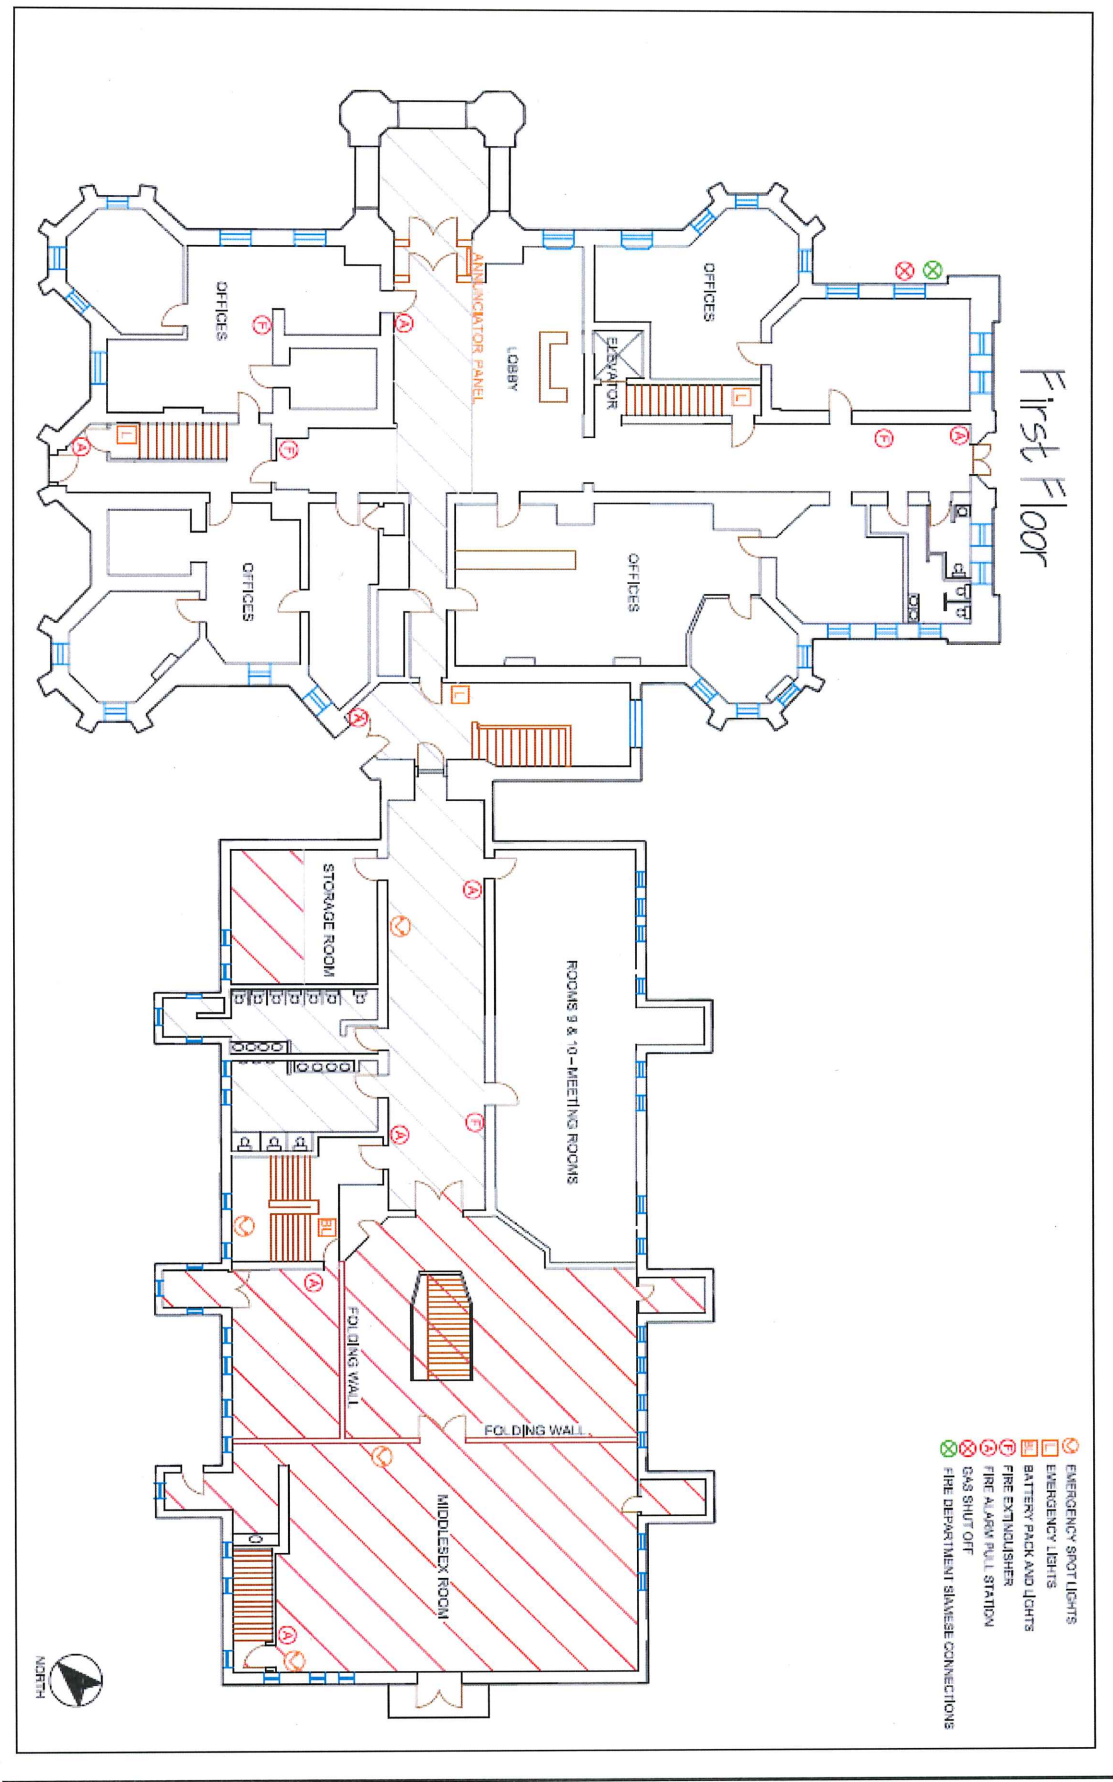 First Floor
EMERGENCY SPOT LIGHTS
EMERGENCY LIGHTS
BATTERY PACK AND LIGHTS
FIRE EXTINGUISHER
FIRE ALARM PULL STATION
GAS SHUT OFF
FIRE DEPARTMENT SIAMESE CONNECTIONS
L
BL
F
A
OFFICES
ELEVATOR
L
F
A
LOBBY
ANNUNCIATOR PANEL
A
OFFICES
F
F
L
A
OFFICES
OFFICES
L
A
STORAGE ROOM
A
ROOMS 9 & 10 - MEETING ROOMS
F
A
BL
A
FOLDING WALL
FOLDING WALL
MIDDLESEX ROOM
A
NORTH